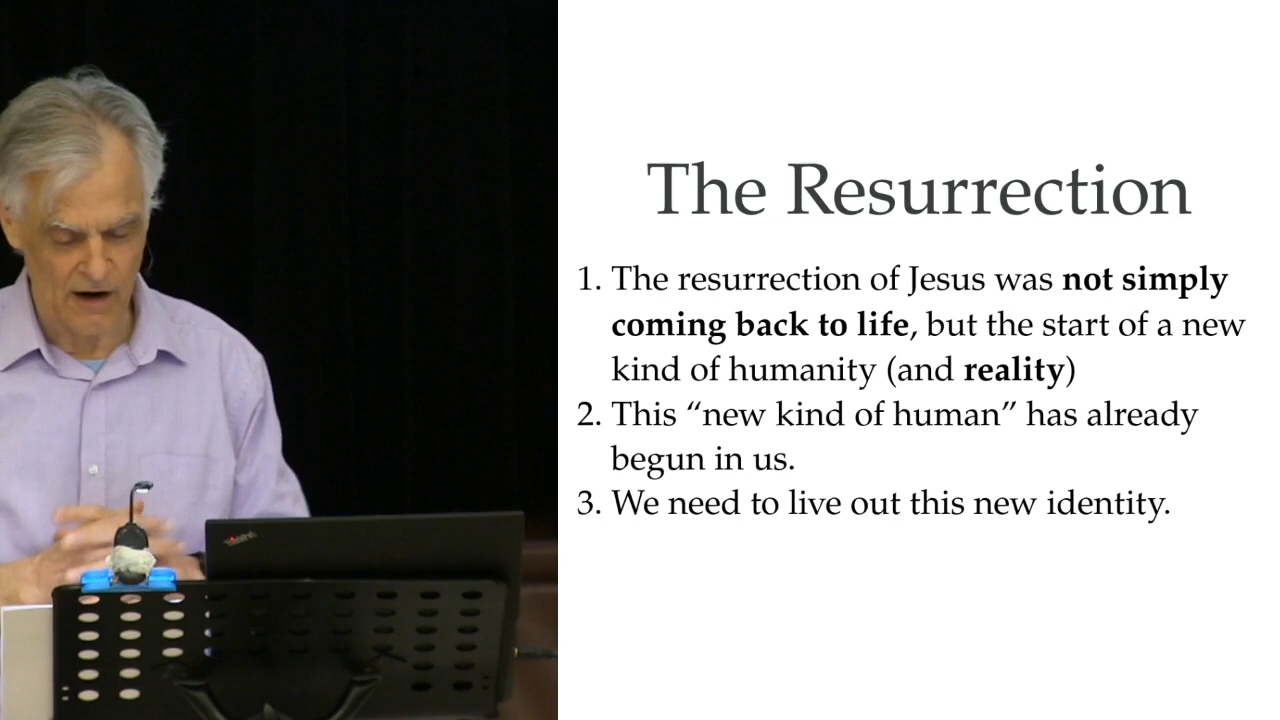 The Resurrection
1. The resurrection of Jesus was not simply
coming back to life, but the start of a new
kind of humanity (and reality)
2. This “new kind of human” has already
begun in us.
3. We need to live out this new identity.
ThinkPad